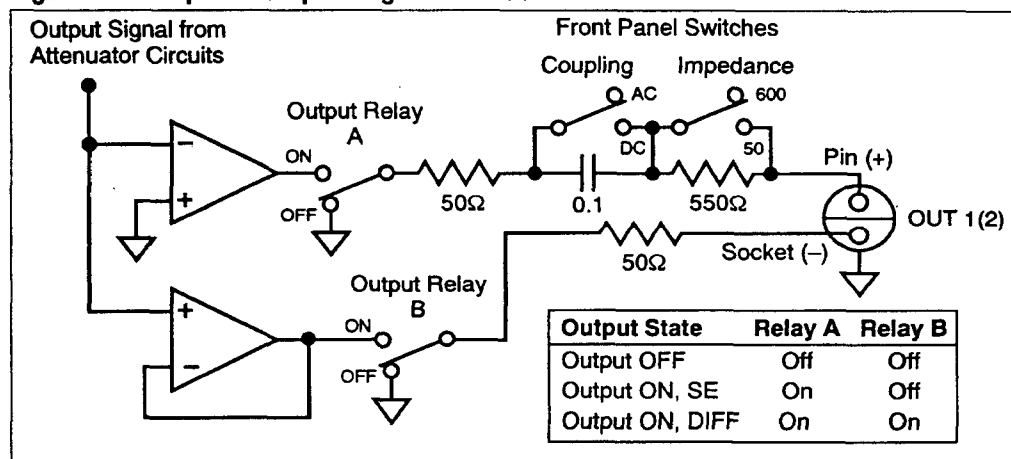 Output Signal from
Attenuator Circuits
Front Panel Switches
Coupling
Impedance
AC
600
DC
50
Output Relay
A
ON
OFF
−
+
50Ω
0.1
550Ω
Pin (+)
OUT 1(2)
Socket (–)
50Ω
Output Relay
B
ON
OFF
+
−
Output State Relay A Relay B
Output OFF Off Off
Output ON, SE On Off
Output ON, DIFF On On